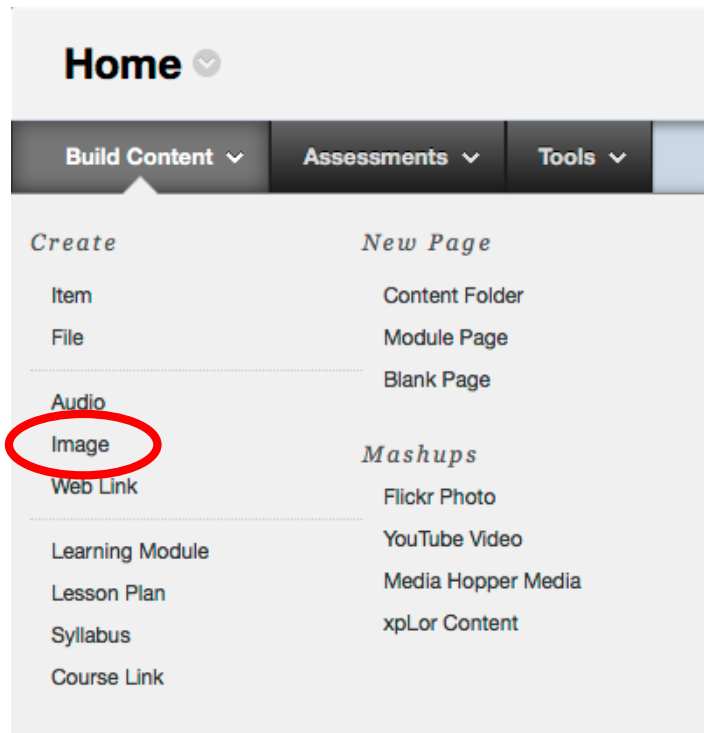 Home
Build Content
Assessments
Tools
Create
Item
File
Audio
Image
Web Link
Learning Module
Lesson Plan
Syllabus
Course Link
New Page
Content Folder
Module Page
Blank Page
Mashups
Flickr Photo
YouTube Video
Media Hopper Media
xpLor Content